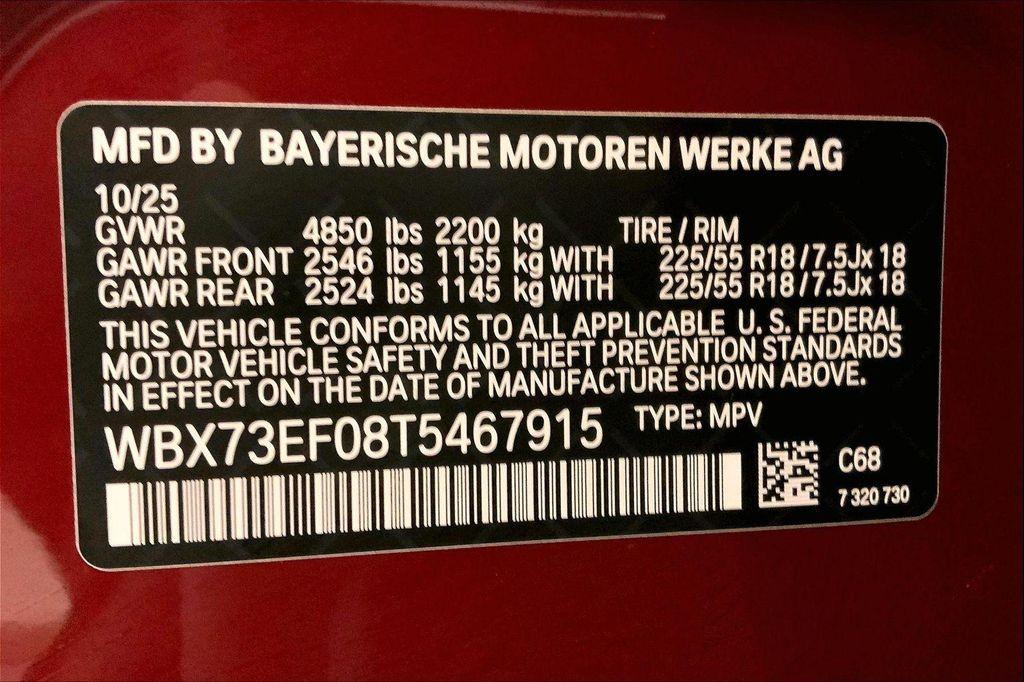 MFD BY BAYERISCHE MOTOREN WERKE AG
10/25
GVWR 4850 lbs 2200 kg TIRE / RIM
GAWR FRONT 2546 lbs 1155 kg WITH 225/55 R18 / 7.5Jx 18
GAWR REAR 2524 lbs 1145 kg WITH 225/55 R18 / 7.5Jx 18
THIS VEHICLE CONFORMS TO ALL APPLICABLE U. S. FEDERAL
MOTOR VEHICLE SAFETY AND THEFT PREVENTION STANDARDS
IN EFFECT ON THE DATE OF MANUFACTURE SHOWN ABOVE.
WBX73EF08T5467915 TYPE: MPV
C68
7 320 730